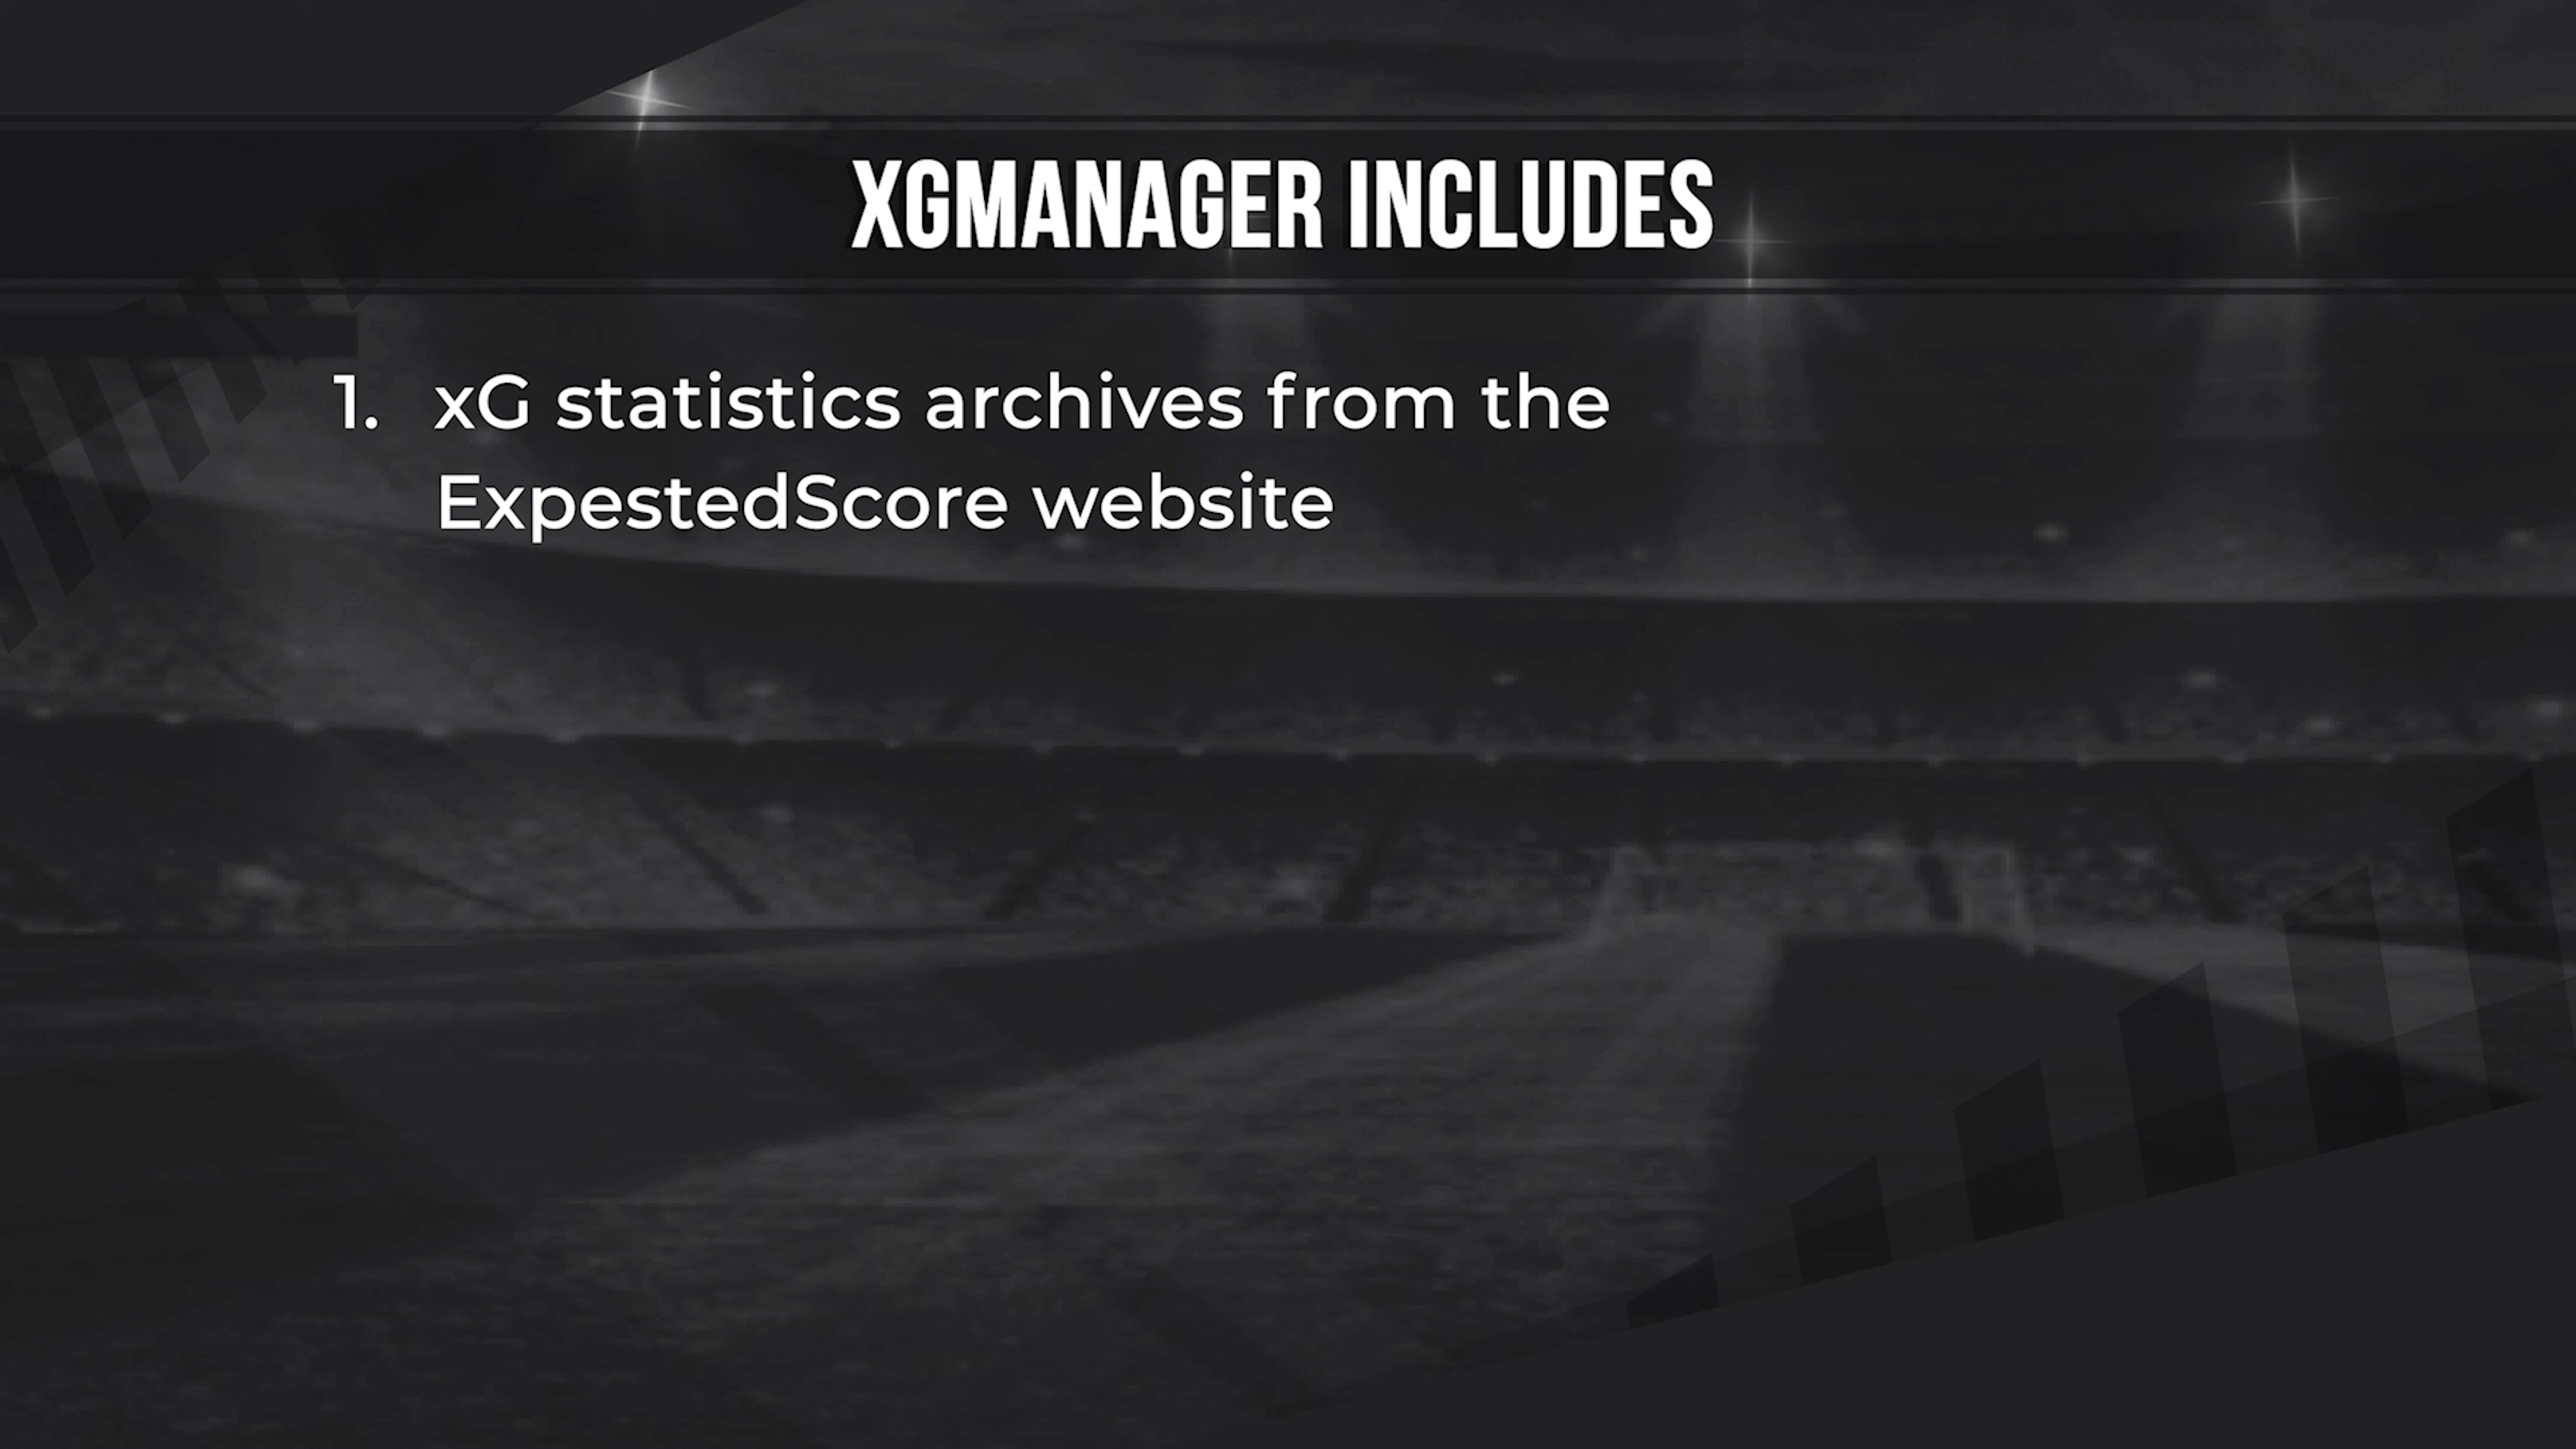 XGMANAGER INCLUDES
1. xG statistics archives from the
ExpestedScore website